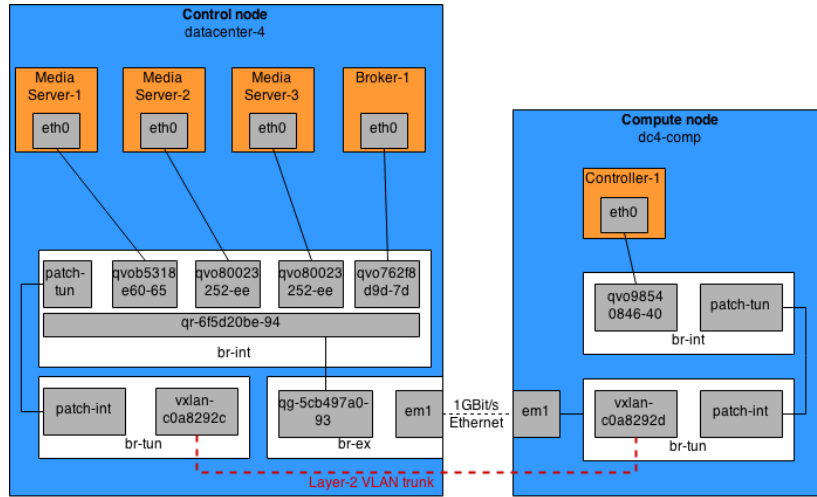 Control node
datacenter-4
Media
Server-1
eth0
Media
Server-2
eth0
Media
Server-3
eth0
Broker-1
eth0
patch-
tun
qvob5318
e60-65
qvo80023
252-ee
qvo80023
252-ee
qvo762f8
d9d-7d
qr-6f5d20be-94
br-int
patch-int
vxlan-
c0a8292c
br-tun
qg-5cb497a0-
93
em1
br-ex
1GBit/s
Ethernet
Layer-2 VLAN trunk
Compute node
dc4-comp
Controller-1
eth0
qvo9854
0846-40
patch-tun
br-int
em1
vxlan-
c0a8292d
patch-int
br-tun